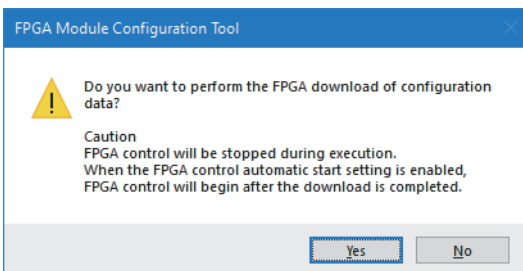 FPGA Module Configuration Tool
Do you want to perform the FPGA download of configuration
data?
Caution
FPGA control will be stopped during execution.
When the FPGA control automatic start setting is enabled,
FPGA control will begin after the download is completed.
Yes
No